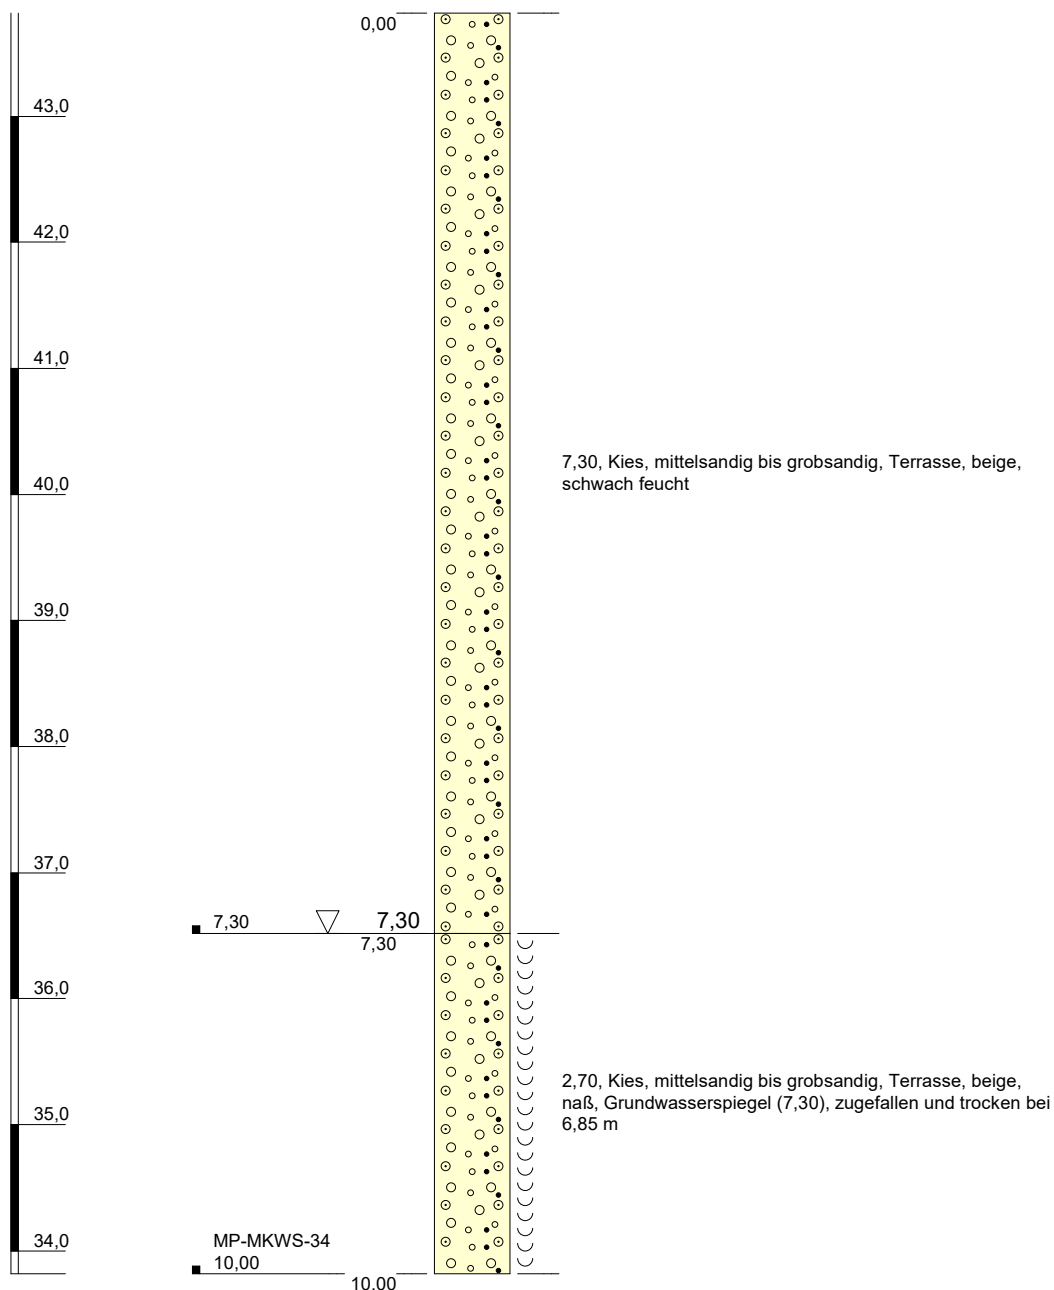 0,00
43,0
42,0
41,0
7,30, Kies, mittelsandig bis grobsandig, Terrasse, beige,
schwach feucht
40,0
39,0
38,0
37,0
7,30
7,30
7,30
36,0
2,70, Kies, mittelsandig bis grobsandig, Terrasse, beige,
naß, Grundwasserspiegel (7,30), zugefallen und trocken bei
6,85 m
35,0
34,0
MP-MKWS-34
10,00
10,00